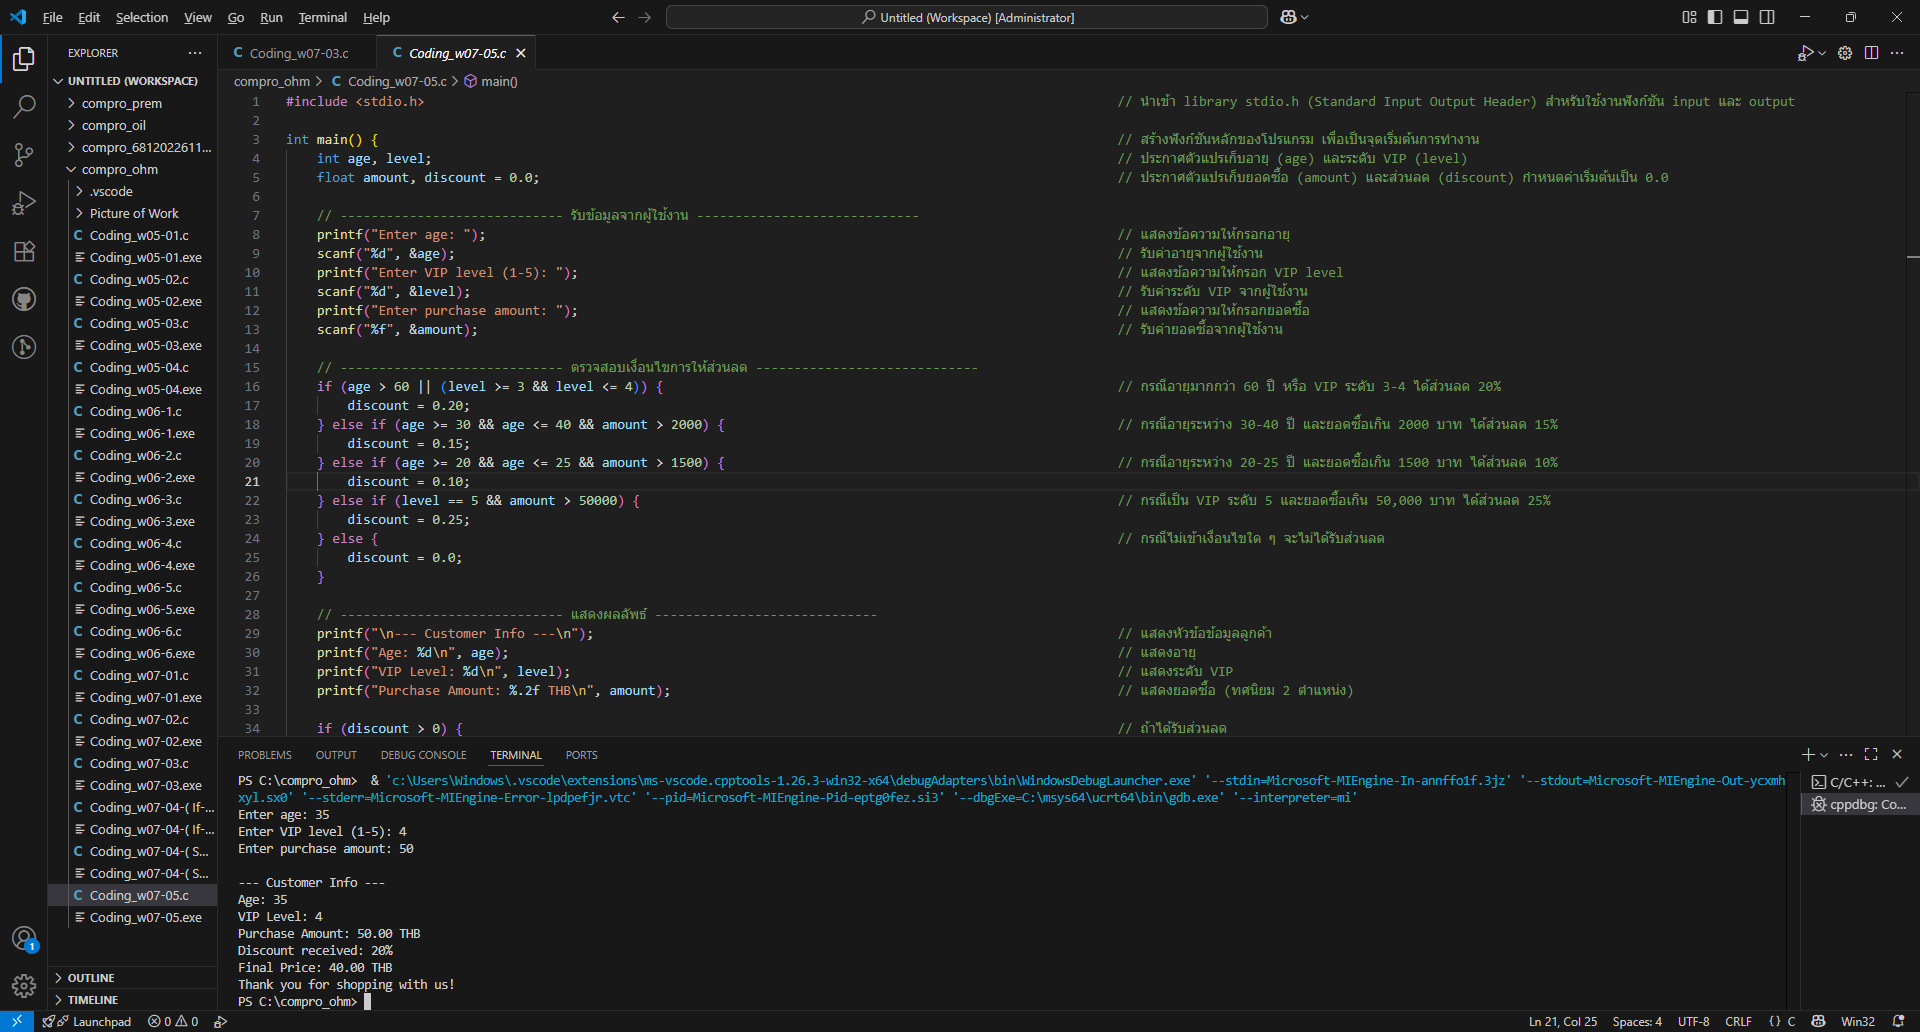 File Edit Selection View Go Run Terminal Help
Untitled (Workspace) [Administrator]
EXPLORER
UNTITLED (WORKSPACE)
compro_prem
compro_oil
compro_6812022611...
compro_ohm
.vscode
Picture of Work
C Coding_w05-01.c
Coding_w05-01.exe
C Coding_w05-02.c
Coding_w05-02.exe
C Coding_w05-03.c
Coding_w05-03.exe
C Coding_w05-04.c
Coding_w05-04.exe
C Coding_w06-1.c
Coding_w06-1.exe
C Coding_w06-2.c
Coding_w06-2.exe
C Coding_w06-3.c
Coding_w06-3.exe
C Coding_w06-4.c
Coding_w06-4.exe
C Coding_w06-5.c
Coding_w06-5.exe
C Coding_w06-6.c
Coding_w06-6.exe
C Coding_w07-01.c
Coding_w07-01.exe
C Coding_w07-02.c
Coding_w07-02.exe
C Coding_w07-03.c
Coding_w07-03.exe
C Coding_w07-04-( If-...
Coding_w07-04-( If-...
C Coding_w07-04-( S...
Coding_w07-04-( S...
C Coding_w07-05.c
Coding_w07-05.exe
OUTLINE
TIMELINE
1
C Coding_w07-03.c C Coding_w07-05.c
compro_ohm > C Coding_w07-05.c > main()
1 #include <stdio.h> // นำเข้า library stdio.h (Standard Input Output Header) สำหรับใช้งานฟังก์ชัน input และ output
2
3 int main() { // สร้างฟังก์ชันหลักของโปรแกรม เพื่อเป็นจุดเริ่มต้นการทำงาน
4 int age, level; // ประกาศตัวแปรเก็บอายุ (age) และระดับ VIP (level)
5 float amount, discount = 0.0; // ประกาศตัวแปรเก็บยอดซื้อ (amount) และส่วนลด (discount) กำหนดค่าเริ่มต้นเป็น 0.0
6
7 // ----------------------------- รับข้อมูลจากผู้ใช้งาน -----------------------------
8 printf("Enter age: "); // แสดงข้อความให้กรอกอายุ
9 scanf("%d", &age); // รับค่าอายุจากผู้ใช้งาน
10 printf("Enter VIP level (1-5): "); // แสดงข้อความให้กรอก VIP level
11 scanf("%d", &level); // รับค่าระดับ VIP จากผู้ใช้งาน
12 printf("Enter purchase amount: "); // แสดงข้อความให้กรอกยอดซื้อ
13 scanf("%f", &amount); // รับค่ายอดซื้อจากผู้ใช้งาน
14
15 // ----------------------------- ตรวจสอบเงื่อนไขการให้ส่วนลด -----------------------------
16 if (age > 60 || (level >= 3 && level <= 4)) { // กรณีอายุมากกว่า 60 ปี หรือ VIP ระดับ 3-4 ได้ส่วนลด 20%
17 discount = 0.20;
18 } else if (age >= 30 && age <= 40 && amount > 2000) { // กรณีอายุระหว่าง 30-40 ปี และยอดซื้อเกิน 2000 บาท ได้ส่วนลด 15%
19 discount = 0.15;
20 } else if (age >= 20 && age <= 25 && amount > 1500) { // กรณีอายุระหว่าง 20-25 ปี และยอดซื้อเกิน 1500 บาท ได้ส่วนลด 10%
21 discount = 0.10;
22 } else if (level == 5 && amount > 50000) { // กรณีเป็น VIP ระดับ 5 และยอดซื้อเกิน 50,000 บาท ได้ส่วนลด 25%
23 discount = 0.25;
24 } else { // กรณีไม่เข้าเงื่อนไขใด ๆ จะไม่ได้รับส่วนลด
25 discount = 0.0;
26 }
27
28 // ----------------------------- แสดงผลลัพธ์ -----------------------------
29 printf("\n--- Customer Info ---\n"); // แสดงหัวข้อข้อมูลลูกค้า
30 printf("Age: %d\n", age); // แสดงอายุ
31 printf("VIP Level: %d\n", level); // แสดงระดับ VIP
32 printf("Purchase Amount: %.2f THB\n", amount); // แสดงยอดซื้อ (ทศนิยม 2 ตำแหน่ง)
33
34 if (discount > 0) { // ถ้าได้รับส่วนลด
PROBLEMS OUTPUT DEBUG CONSOLE TERMINAL PORTS
PS C:\compro_ohm> & 'c:\Users\Windows\.vscode\extensions\ms-vscode.cpptools-1.26.3-win32-x64\debugAdapters\bin\WindowsDebugLauncher.exe' '--stdin=Microsoft-MIEngine-In-annffo1f.3jz' '--stdout=Microsoft-MIEngine-Out-ycxmh
xyl.sx0' '--stderr=Microsoft-MIEngine-Error-lpdpefjr.vtc' '--pid=Microsoft-MIEngine-Pid-eptg0fez.si3' '--dbgExe=C:\msys64\ucrt64\bin\gdb.exe' '--interpreter=mi'
Enter age: 35
Enter VIP level (1-5): 4
Enter purchase amount: 50
--- Customer Info ---
Age: 35
VIP Level: 4
Purchase Amount: 50.00 THB
Discount received: 20%
Final Price: 40.00 THB
Thank you for shopping with us!
PS C:\compro_ohm>
C/C++: ...
cppdbg: Co...
Launchpad 0 0
Ln 21, Col 25 Spaces: 4 UTF-8 CRLF {} C Win32